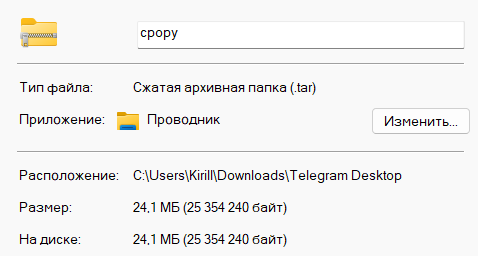 cpopy
Тип файла: Сжатая архивная папка (.tar)
Приложение: Проводник Изменить...
Расположение: C:\Users\Kirill\Downloads\Telegram Desktop
Размер: 24,1 МБ (25 354 240 байт)
На диске: 24,1 МБ (25 354 240 байт)